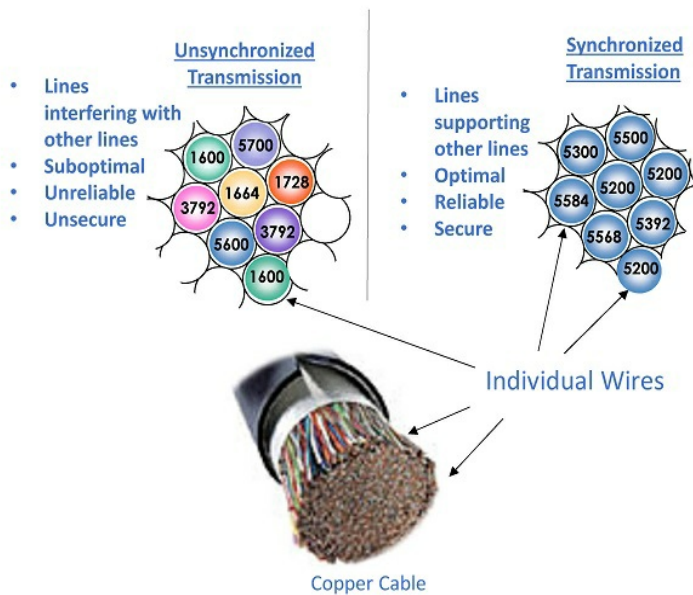 Unsynchronized
Transmission
• Lines
interfering with
other lines
• Suboptimal
• Unreliable
• Unsecure
1600
5700
3792
1664
1728
5600
3792
1600
Synchronized
Transmission
• Lines
supporting
other lines
• Optimal
• Reliable
• Secure
5300
5500
5584
5200
5200
5568
5392
5200
Individual Wires
Copper Cable